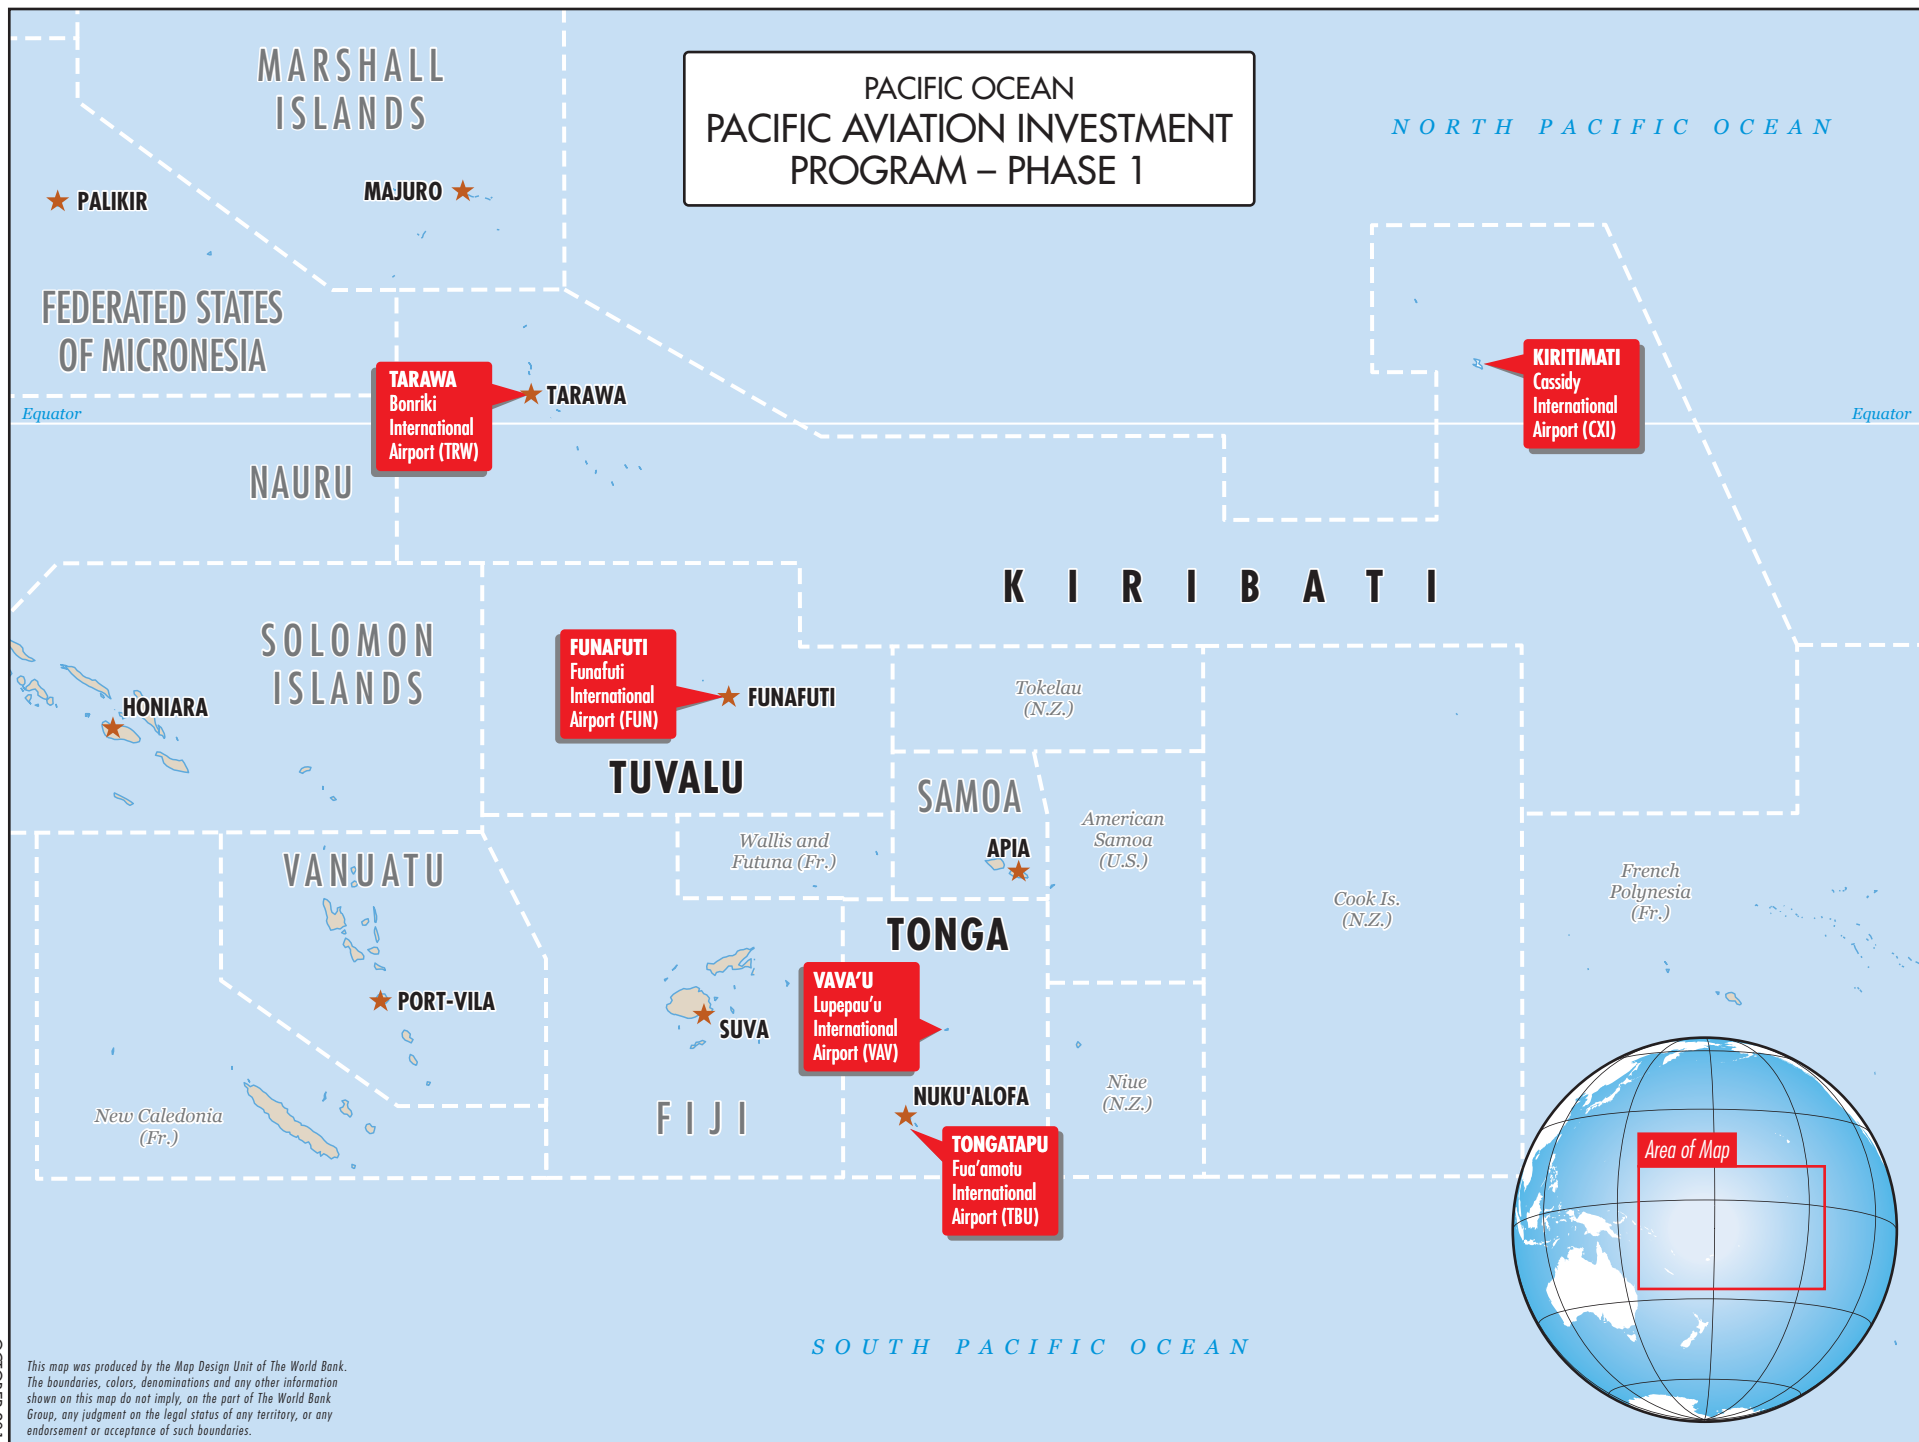 PACIFIC OCEAN
PACIFIC AVIATION INVESTMENT
PROGRAM – PHASE 1
NORTH PACIFIC OCEAN
MARSHALL
ISLANDS
MAJURO
PALIKIR
FEDERATED STATES
OF MICRONESIA
TARAWA
Bonriki
International
Airport (TRW)
TARAWA
KIRITIMATI
Cassidy
International
Airport (CXI)
Equator
Equator
NAURU
KIRIBATI
SOLOMON
ISLANDS
HONIARA
FUNAFUTI
Funafuti
International
Airport (FUN)
FUNAFUTI
TUVALU
Tokelau
(N.Z.)
SAMOA
APIA
American
Samoa
(U.S.)
Wallis and
Futuna (Fr.)
VANUATU
PORT-VILA
Cook Is.
(N.Z.)
French
Polynesia
(Fr.)
TONGA
VAVA'U
Lupepau'u
International
Airport (VAV)
SUVA
FIJI
New Caledonia
(Fr.)
Niue
(N.Z.)
NUKU'ALOFA
TONGATAPU
Fua'amotu
International
Airport (TBU)
Area of Map
SOUTH PACIFIC OCEAN
This map was produced by the Map Design Unit of The World Bank.
The boundaries, colors, denominations and any other information
shown on this map do not imply, on the part of The World Bank
Group, any judgment on the legal status of any territory, or any
endorsement or acceptance of such boundaries.